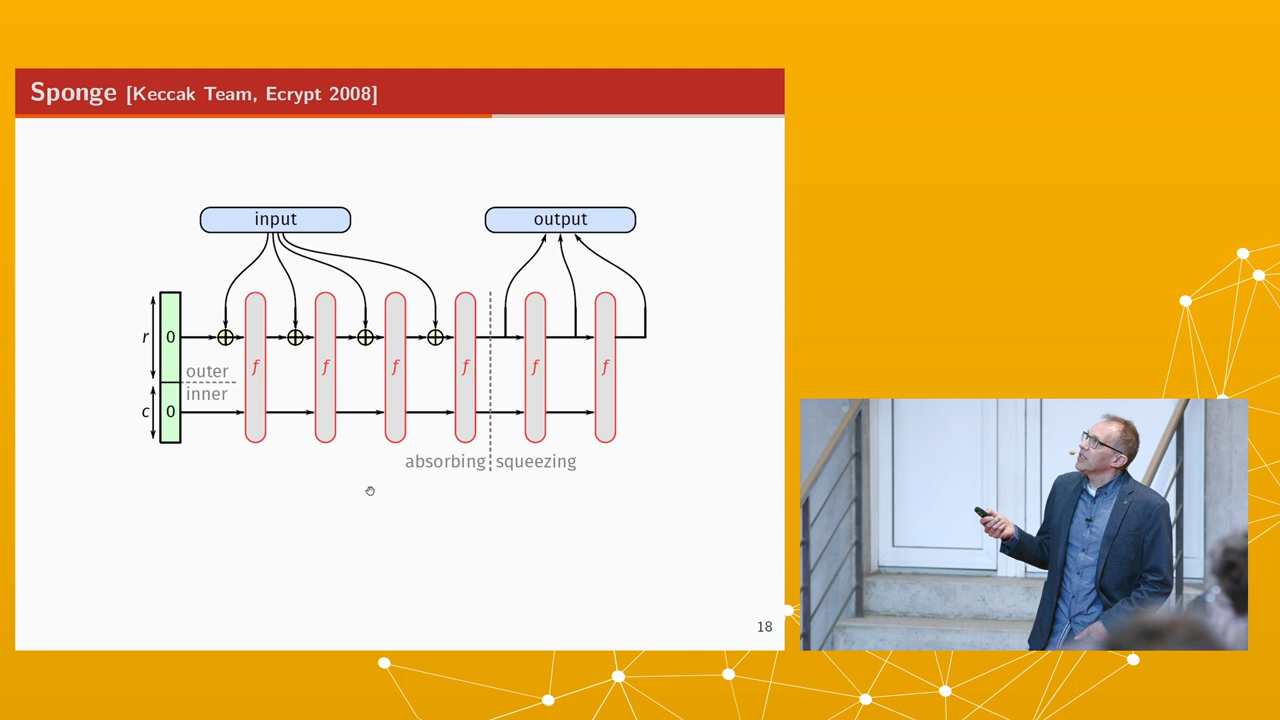 Sponge [Keccak Team, Ecrypt 2008]
input
output
r
0
outer
inner
c
0
f
f
f
f
f
f
absorbing
squeezing
18